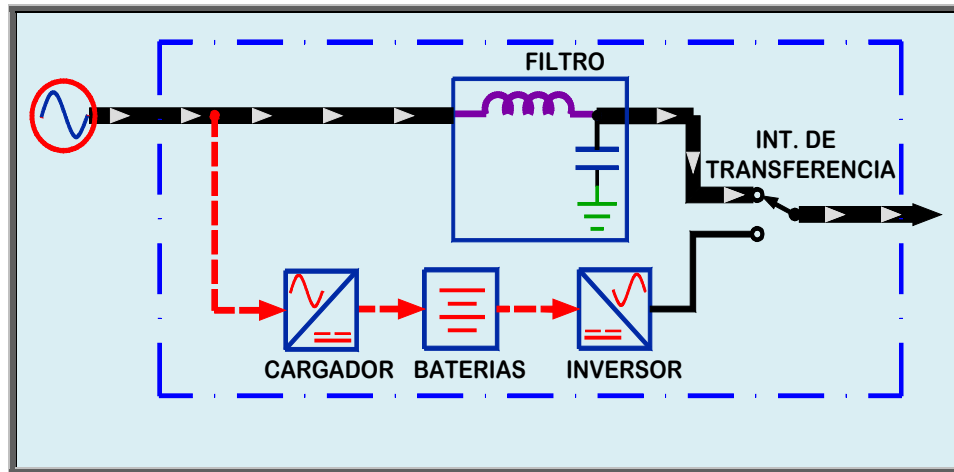 FILTRO
INT. DE
TRANSFERENCIA
CARGADOR
BATERIAS
INVERSOR